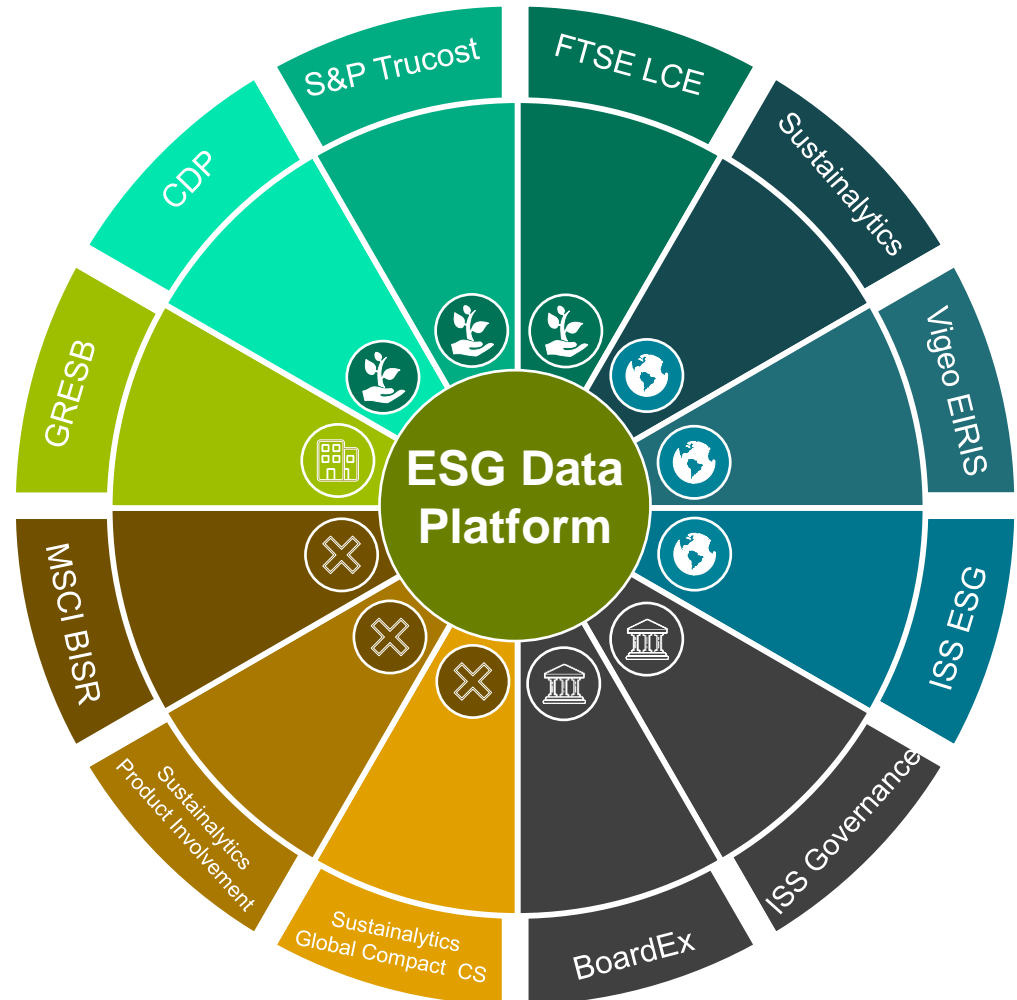 S&P Trucost
FTSE LCE
Sustainalytics
Vigeo EIRIS
ISS ESG
ISS Governance
BoardEx
Sustainalytics
Global Compact CS
Sustainalytics
Product Involvement
MSCI BISR
GRESB
CDP
ESG Data
Platform